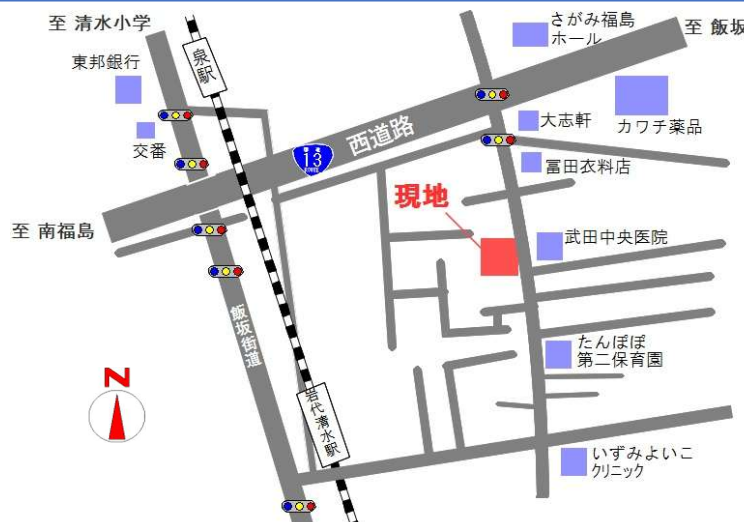 至 清水小学
さがみ福島
ホール
至 飯坂
泉駅
東邦銀行
交番
大志軒
カワチ薬品
西道路
13
冨田衣料店
現地
至 南福島
武田中央医院
飯坂街道
たんぽぽ
第二保育園
N
岩代清水駅
いずみよいこ
クリニック